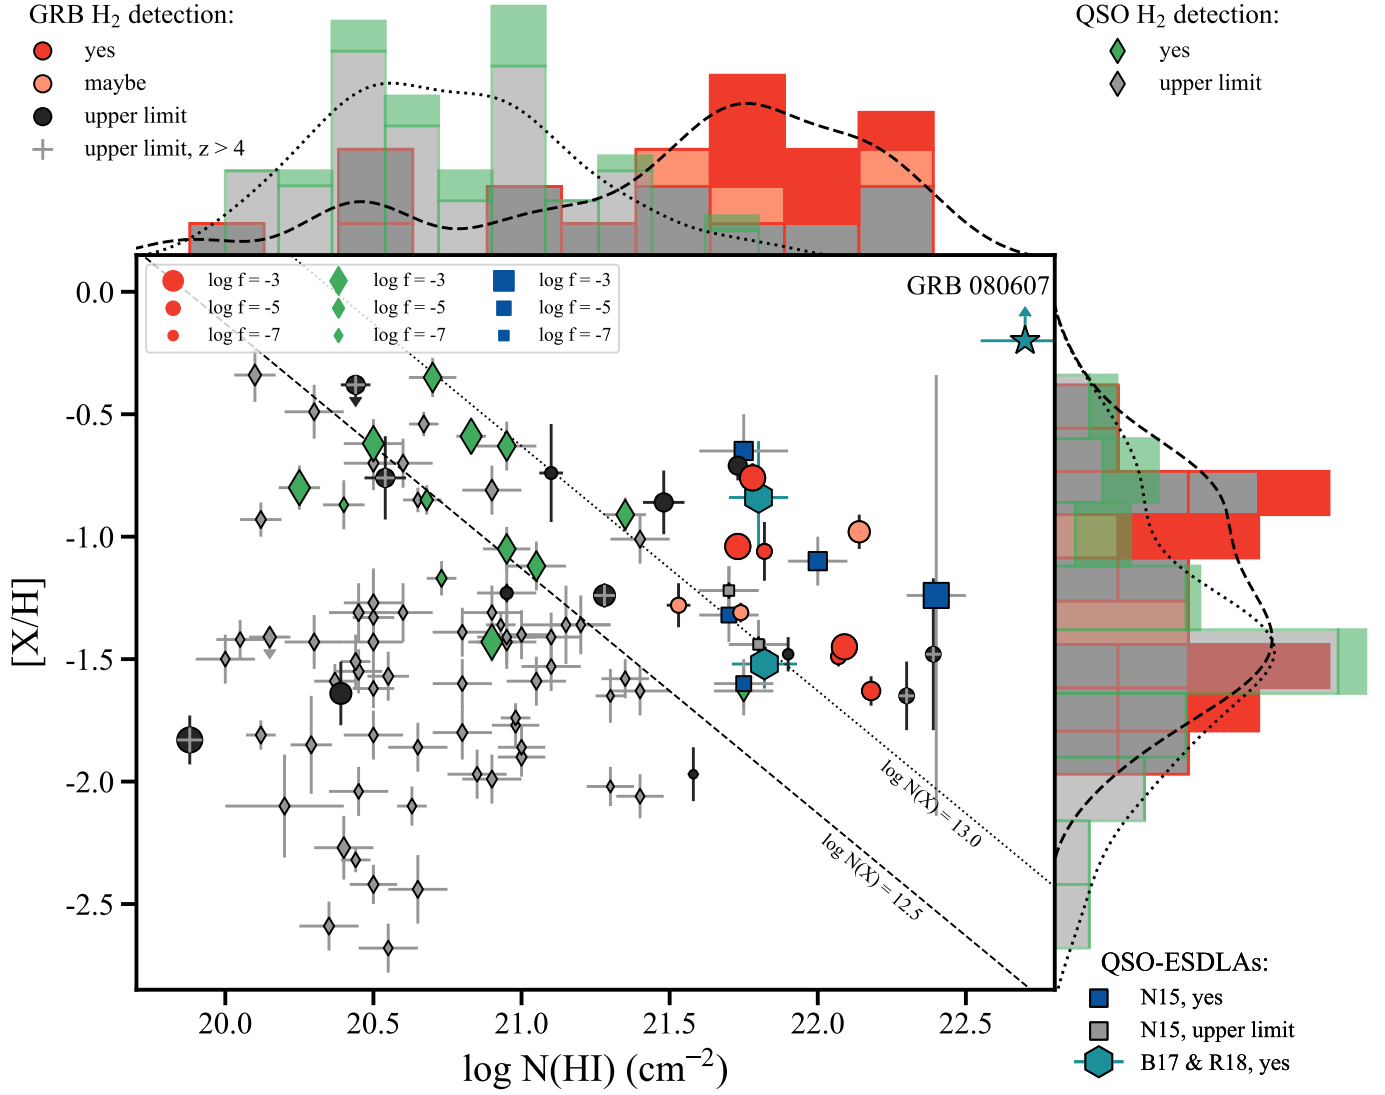 GRB H₂ detection:
yes
maybe
upper limit
upper limit, z > 4
QSO H₂ detection:
yes
upper limit
log f = -3
log f = -5
log f = -7
log f = -3
log f = -5
log f = -7
log f = -3
log f = -5
log f = -7
GRB 080607
0.0
-0.5
-1.0
-1.5
-2.0
-2.5
[X/H]
log N(X) = 13.0
log N(X) = 12.5
20.0
20.5
21.0
21.5
22.0
22.5
log N(HI) (cm⁻²)
QSO-ESDLAs:
N15, yes
N15, upper limit
B17 & R18, yes